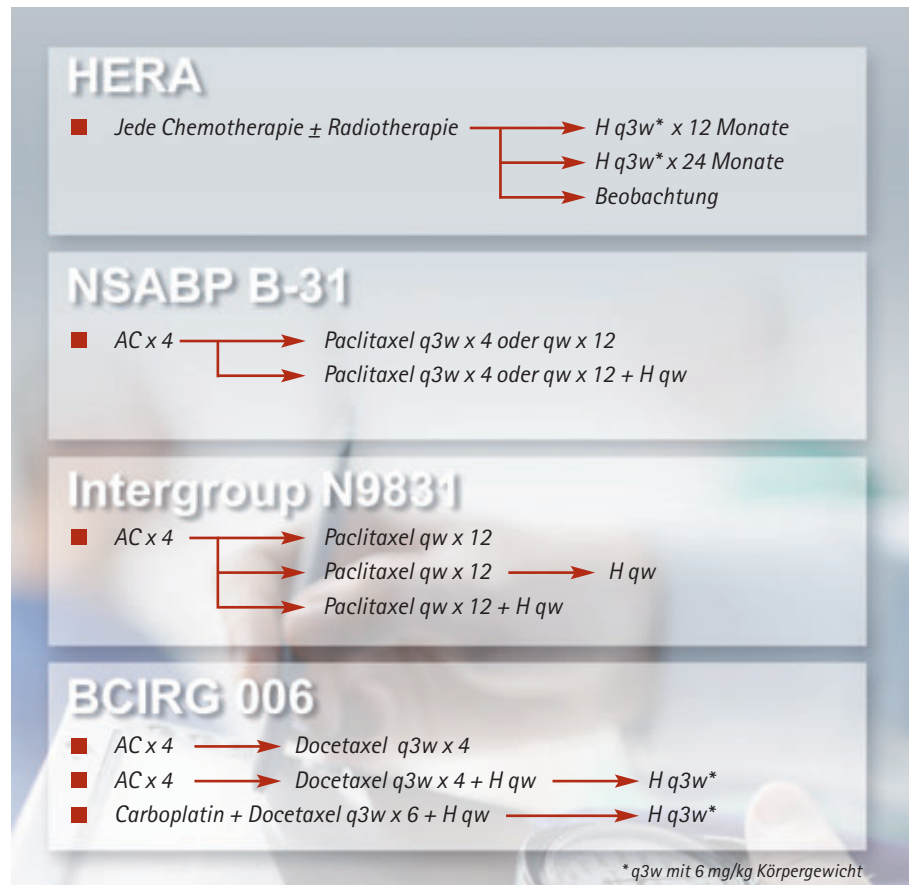 HERA
Jede Chemotherapie ± Radiotherapie H q3w* x 12 Monate
H q3w* x 24 Monate
Beobachtung
NSABP B-31
AC x 4 Paclitaxel q3w x 4 oder qw x 12
Paclitaxel q3w x 4 oder qw x 12 + H qw
Intergroup N9831
AC x 4 Paclitaxel qw x 12
Paclitaxel qw x 12 H qw
Paclitaxel qw x 12 + H qw
BCIRG 006
AC x 4 Docetaxel q3w x 4
AC x 4 Docetaxel q3w x 4 + H qw H q3w*
Carboplatin + Docetaxel q3w x 6 + H qw H q3w*
* q3w mit 6 mg/kg Körpergewicht